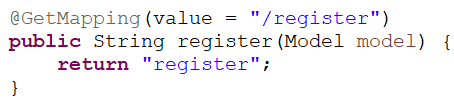 @GetMapping(value = "/register")
public String register(Model model) {
    return "register";
}